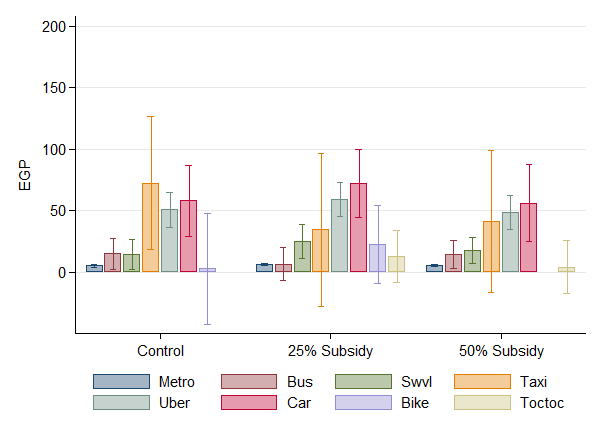 200
150
100
50
0
EGP
Control 25% Subsidy 50% Subsidy
Metro Bus Swvl Taxi
Uber Car Bike Toctoc